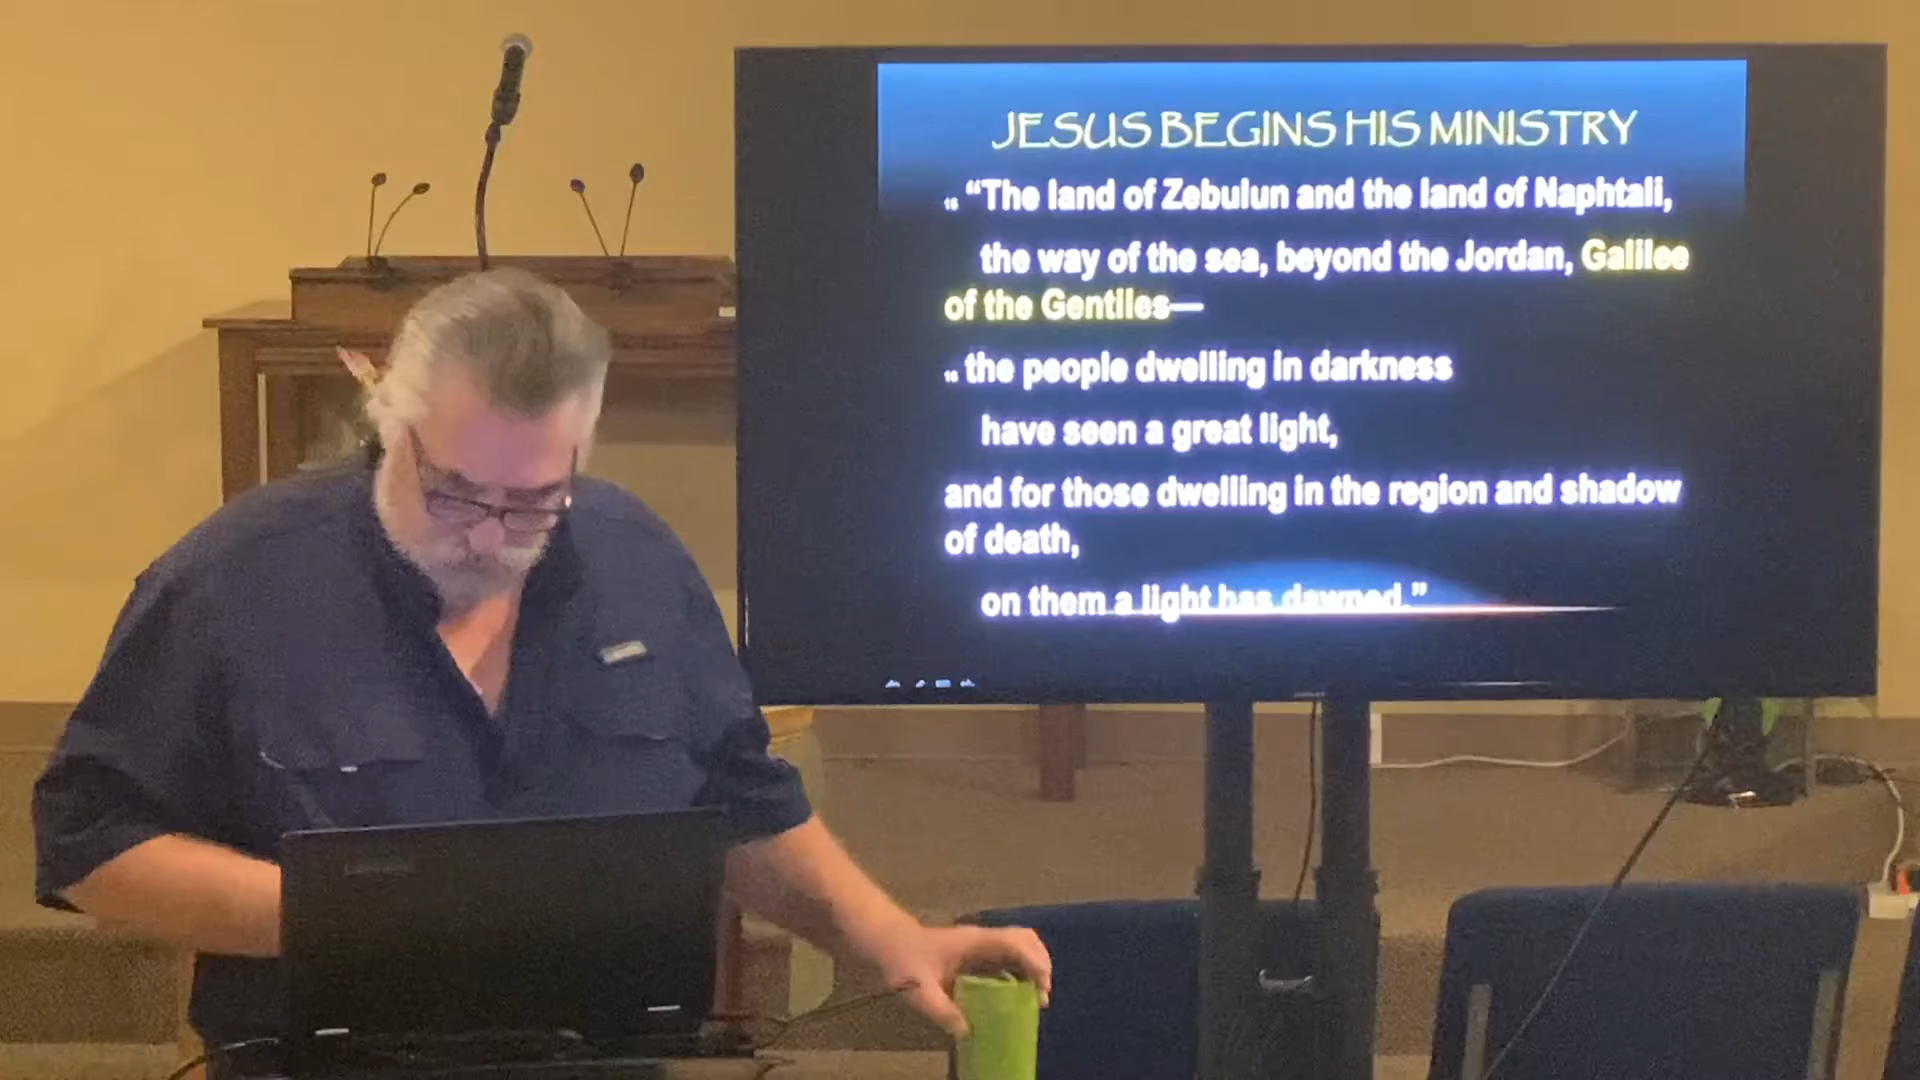 JESUS BEGINS HIS MINISTRY
“The land of Zebulun and the land of Naphtali,
the way of the sea, beyond the Jordan, Galilee
of the Gentiles—
the people dwelling in darkness
have seen a great light,
and for those dwelling in the region and shadow
of death,
on them a light has dawned.”